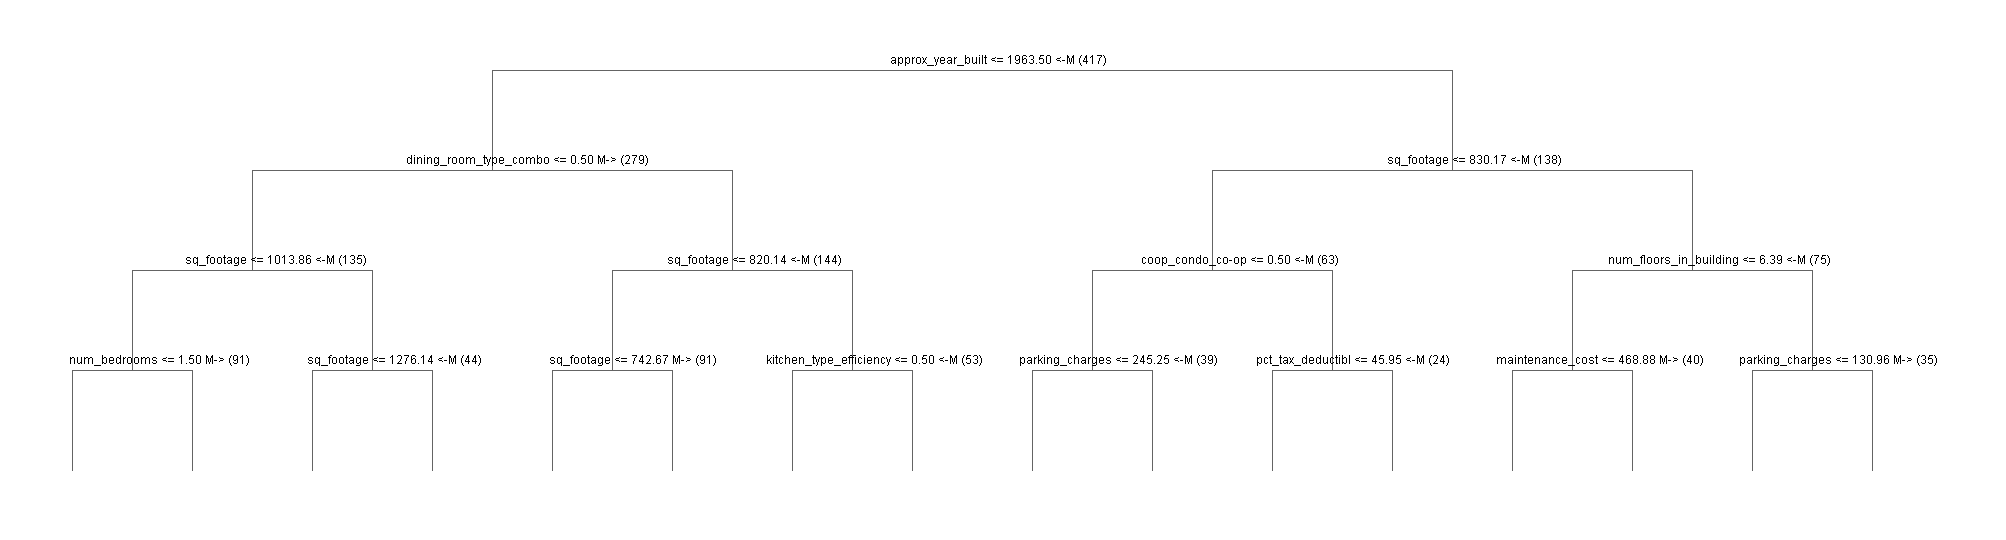 approx_year_built <= 1963.50 <-M (417)
dining_room_type_combo <= 0.50 M-> (279)
sq_footage <= 830.17 <-M (138)
sq_footage <= 1013.86 <-M (135)
sq_footage <= 820.14 <-M (144)
coop_condo_co-op <= 0.50 <-M (63)
num_floors_in_building <= 6.39 <-M (75)
num_bedrooms <= 1.50 M-> (91)
sq_footage <= 1276.14 <-M (44)
sq_footage <= 742.67 M-> (91)
kitchen_type_efficiency <= 0.50 <-M (53)
parking_charges <= 245.25 <-M (39)
pct_tax_deductibl <= 45.95 <-M (24)
maintenance_cost <= 468.88 M-> (40)
parking_charges <= 130.96 M-> (35)